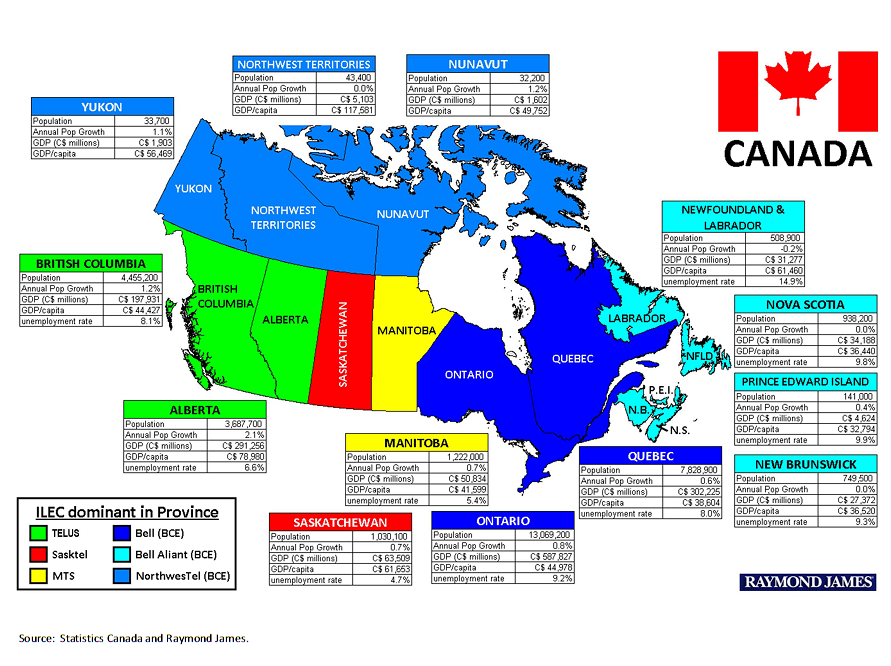 NORTHWEST TERRITORIES
Population 43,400
Annual Pop Growth 0.0%
GDP (C$ millions) C$ 5,103
GDP/capita C$ 117,581
NUNAVUT
Population 32,200
Annual Pop Growth 1.2%
GDP (C$ millions) C$ 1,602
GDP/capita C$ 49,752
YUKON
Population 33,700
Annual Pop Growth 1.1%
GDP (C$ millions) C$ 1,903
GDP/capita C$ 56,469
CANADA
YUKON
NORTHWEST
TERRITORIES
NUNAVUT
NEWFOUNDLAND &
LABRADOR
Population 508,900
Annual Pop Growth -0.2%
GDP (C$ millions) C$ 31,277
GDP/capita C$ 61,460
unemployment rate 14.9%
BRITISH COLUMBIA
Population 4,455,200
Annual Pop Growth 1.2%
GDP (C$ millions) C$ 197,931
GDP/capita C$ 44,427
unemployment rate 8.1%
BRITISH
COLUMBIA
ALBERTA
SASKATCHEWAN
MANITOBA
ONTARIO
QUEBEC
LABRADOR
NFLD
P.E.I.
N.B.
N.S.
NOVA SCOTIA
Population 938,200
Annual Pop Growth 0.0%
GDP (C$ millions) C$ 34,188
GDP/capita C$ 36,440
unemployment rate 9.8%
PRINCE EDWARD ISLAND
Population 141,000
Annual Pop Growth 0.4%
GDP (C$ millions) C$ 4,624
GDP/capita C$ 32,794
unemployment rate 9.9%
ALBERTA
Population 3,687,700
Annual Pop Growth 2.1%
GDP (C$ millions) C$ 291,256
GDP/capita C$ 78,980
unemployment rate 6.6%
MANITOBA
Population 1,222,000
Annual Pop Growth 0.7%
GDP (C$ millions) C$ 50,834
GDP/capita C$ 41,599
unemployment rate 5.4%
QUEBEC
Population 7,828,900
Annual Pop Growth 0.6%
GDP (C$ millions) C$ 302,225
GDP/capita C$ 38,604
unemployment rate 8.0%
NEW BRUNSWICK
Population 749,500
Annual Pop Growth 0.0%
GDP (C$ millions) C$ 27,372
GDP/capita C$ 36,520
unemployment rate 9.3%
SASKATCHEWAN
Population 1,030,100
Annual Pop Growth 0.7%
GDP (C$ millions) C$ 63,509
GDP/capita C$ 61,653
unemployment rate 4.7%
ONTARIO
Population 13,069,200
Annual Pop Growth 0.8%
GDP (C$ millions) C$ 587,827
GDP/capita C$ 44,978
unemployment rate 9.2%
ILEC dominant in Province
TELUS Bell (BCE)
Sasktel Bell Aliant (BCE)
MTS NorthwesTel (BCE)
RAYMOND JAMES
Source: Statistics Canada and Raymond James.